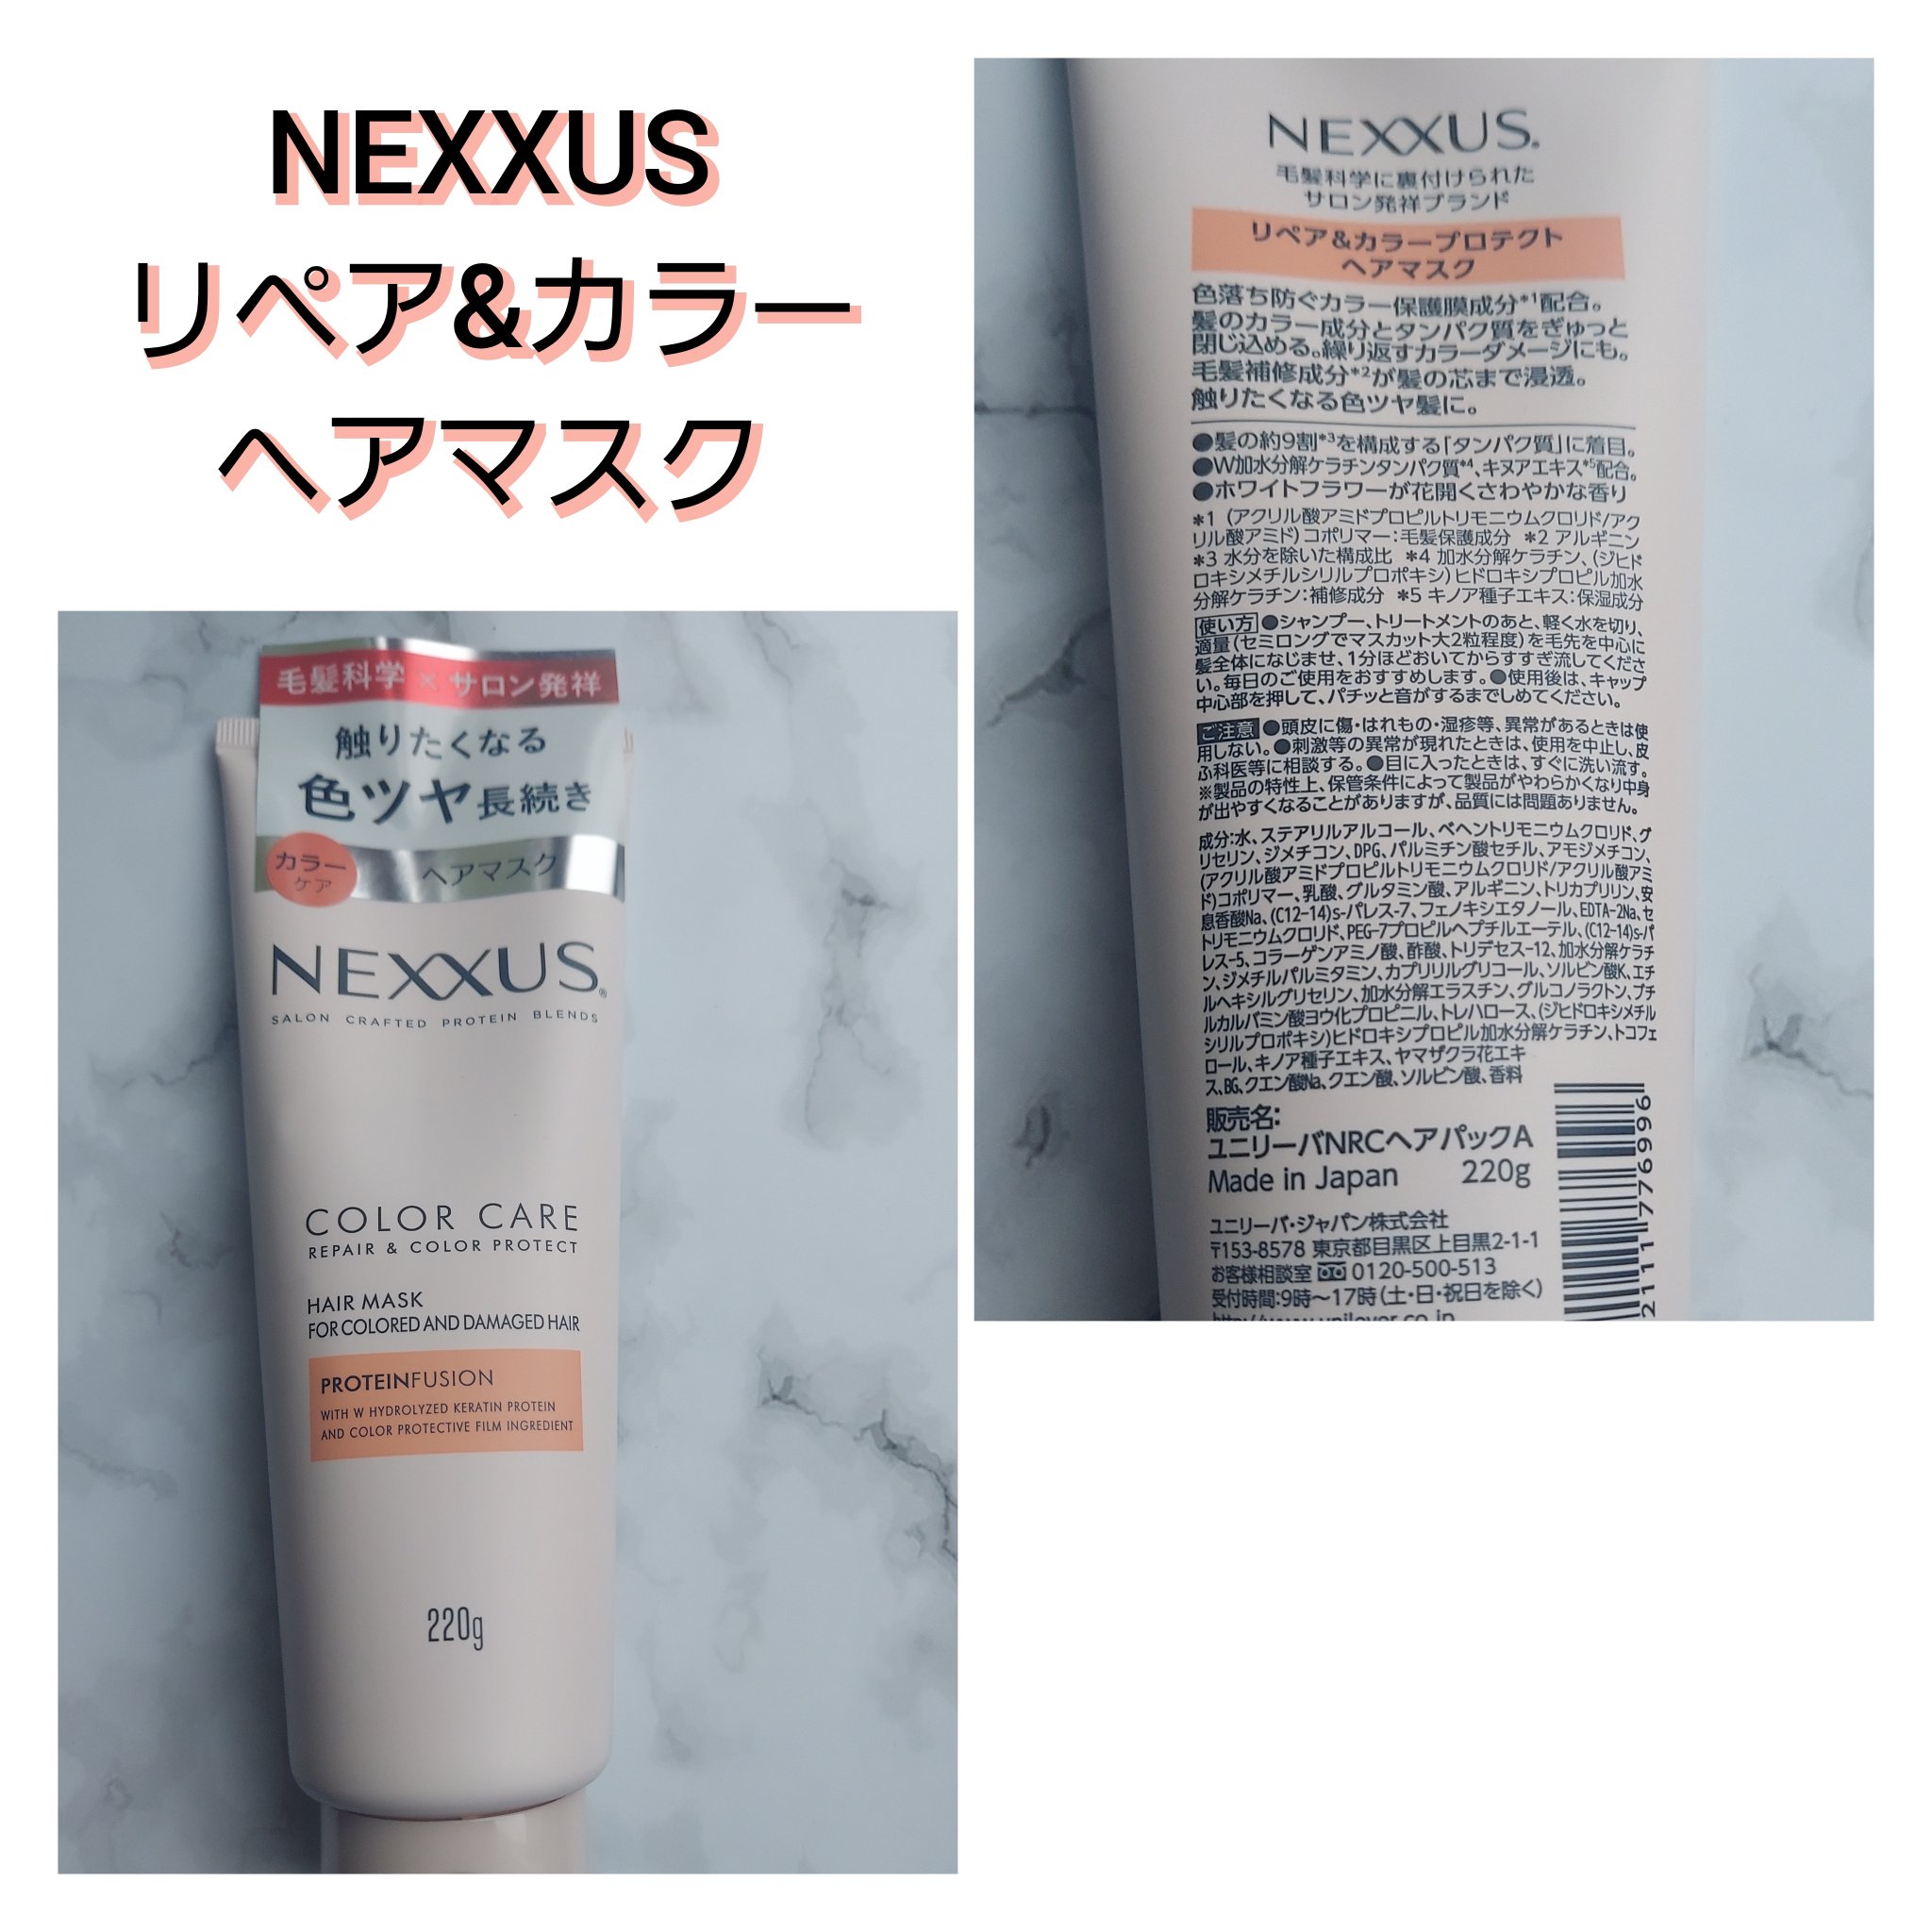 NEXXUS
リペア&カラー
ヘアマスク
毛髪科学 × サロン発祥
触りたくなる
色ツヤ長続き
カラー
ケア
ヘアマスク
NEXXUS®
SALON CRAFTED PROTEIN BLENDS
COLOR CARE
REPAIR & COLOR PROTECT
HAIR MASK
FOR COLORED AND DAMAGED HAIR
PROTEINFUSION
WITH W HYDROLYZED KERATIN PROTEIN
AND COLOR PROTECTIVE FILM INGREDIENT
220g
NEXXUS®
毛髪科学に裏付けられた
サロン発祥ブランド
リペア&カラープロテクト
ヘアマスク
色落ち防ぐカラー保護膜成分*1配合。
髪のカラー成分とタンパク質をぎゅっと
閉じ込める。繰り返すカラーダメージにも。
毛髪補修成分*2が髪の芯まで浸透。
触りたくなる色ツヤ髪に。
●髪の約9割*3を構成する「タンパク質」に着目。
●W加水分解ケラチンタンパク質*4、キヌアエキス*5配合。
●ホワイトフラワーが花開くさわやかな香り
*1 (アクリル酸アミドプロピルトリモニウムクロリド/アク
リル酸アミド)コポリマー:毛髪保護成分 *2 アルギニン
*3 水分を除いた構成比 *4 加水分解ケラチン、(ジヒド
ロキシメチルシリルプロポキシ)ヒドロキシプロピル加水
分解ケラチン:補修成分 *5 キノア種子エキス:保湿成分
使い方 ●シャンプー、トリートメントのあと、軽く水を切り、
適量(セミロングでマスカット大2粒程度)を毛先を中心に
髪全体になじませ、1分ほどおいてからすすぎ流してくださ
い。毎日のご使用をおすすめします。●使用後は、キャップ
中心部を押して、パチッと音がするまでしめてください。
ご注意 ●頭皮に傷・はれもの・湿疹等、異常があるときは使
用しない。●刺激等の異常が現れたときは、使用を中止し、皮
ふ科医等に相談する。●目に入ったときは、すぐに洗い流す。
※製品の特性上、保管条件によって製品がやわらかくなり中身
が出やすくなることがありますが、品質には問題ありません。
成分:水、ステアリルアルコール、ベヘントリモニウムクロリド、グ
リセリン、ジメチコン、DPG、パルミチン酸セチル、アモジメチコン、
(アクリル酸アミドプロピルトリモニウムクロリド/アクリル酸アミ
ド)コポリマー、乳酸、グルタミン酸、アルギニン、トリカプリリン、安
息香酸Na、(C12-14)s-パレス-7、フェノキシエタノール、EDTA-2Na、セ
トリモニウムクロリド、PEG-7プロピルヘプチルエーテル、(C12-14)s-パ
レス-5、コラーゲンアミノ酸、酢酸、トリデセス-12、加水分解ケラチ
ン、ジメチルパルミタミン、カプリリルグリコール、ソルビン酸K、エチ
ルヘキシルグリセリン、加水分解エラスチン、グルコノラクトン、ブチ
ルカルバミン酸ヨウ化プロピニル、トレハロース、(ジヒドロキシメチル
シリルプロポキシ)ヒドロキシプロピル加水分解ケラチン、トコフェ
ロール、キノア種子エキス、ヤマザクラ花エキ
ス、BG、クエン酸Na、クエン酸、ソルビン酸、香料
販売名:
ユニリーバNRCヘアパックA
Made in Japan 220g
ユニリーバ・ジャパン株式会社
〒153-8578 東京都目黒区上目黒2-1-1
お客様相談室 0120-500-513
受付時間:9時～17時(土・日・祝日を除く)
2111776996